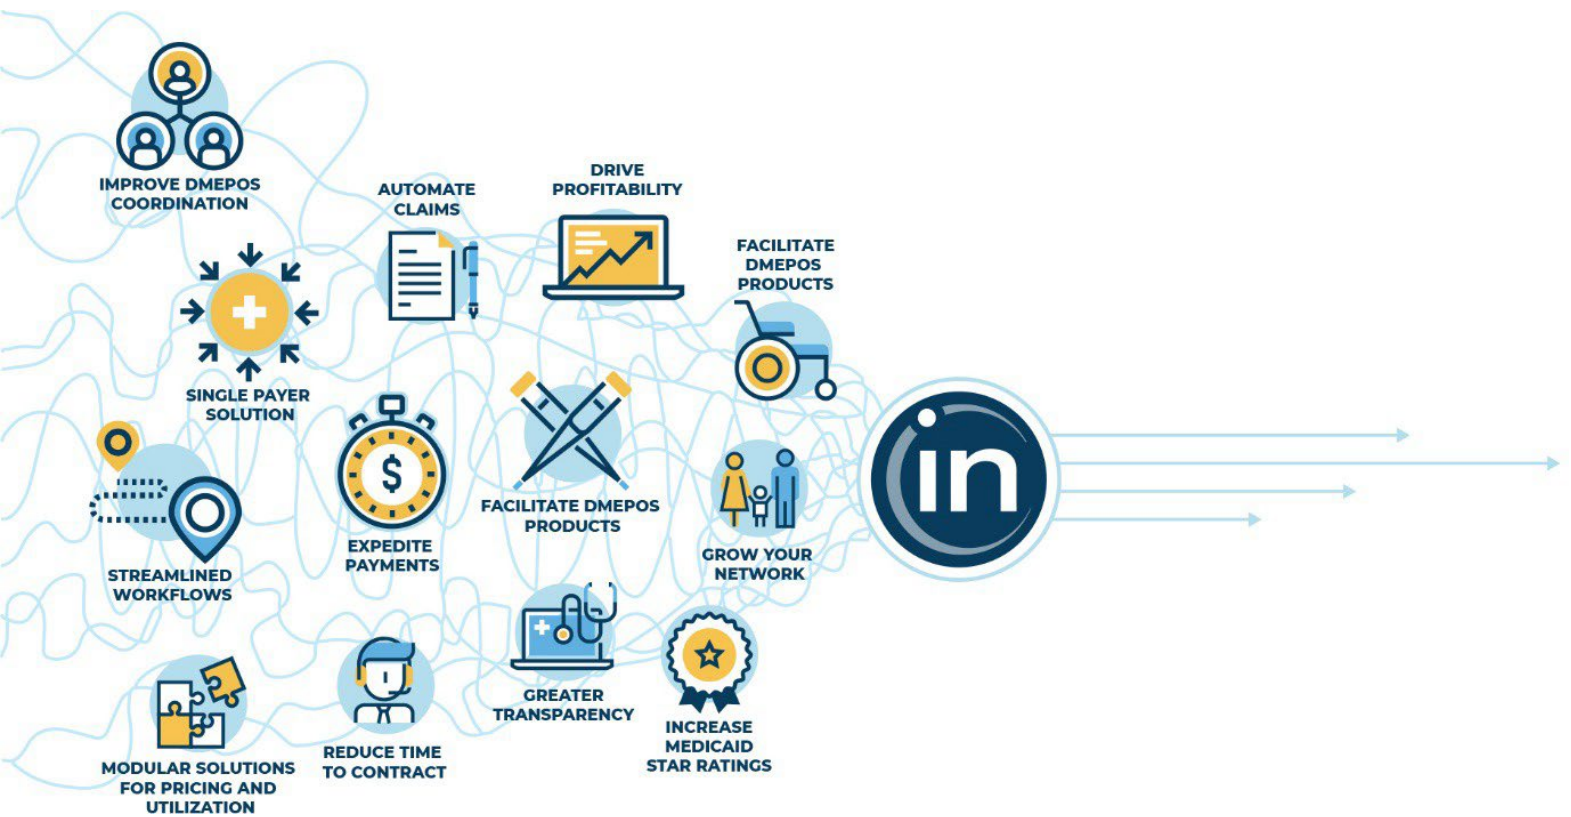 IMPROVE DMEPOS
COORDINATION
AUTOMATE
CLAIMS
DRIVE
PROFITABILITY
FACILITATE
DMEPOS
PRODUCTS
SINGLE PAYER
SOLUTION
$
FACILITATE DMEPOS
PRODUCTS
in
EXPEDITE
PAYMENTS
GROW YOUR
NETWORK
STREAMLINED
WORKFLOWS
GREATER
TRANSPARENCY
INCREASE
MEDICAID
STAR RATINGS
REDUCE TIME
TO CONTRACT
MODULAR SOLUTIONS
FOR PRICING AND
UTILIZATION